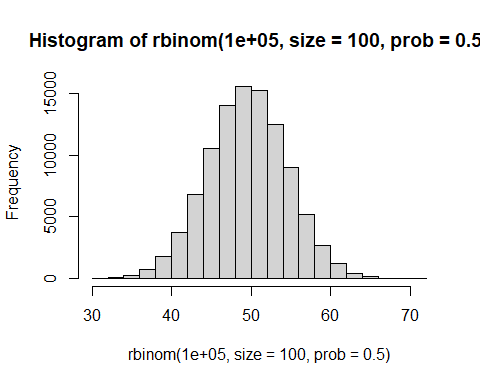 Histogram of rbinom(1e+05, size = 100, prob = 0.5
Frequency
15000
10000
5000
0
30 40 50 60 70
rbinom(1e+05, size = 100, prob = 0.5)